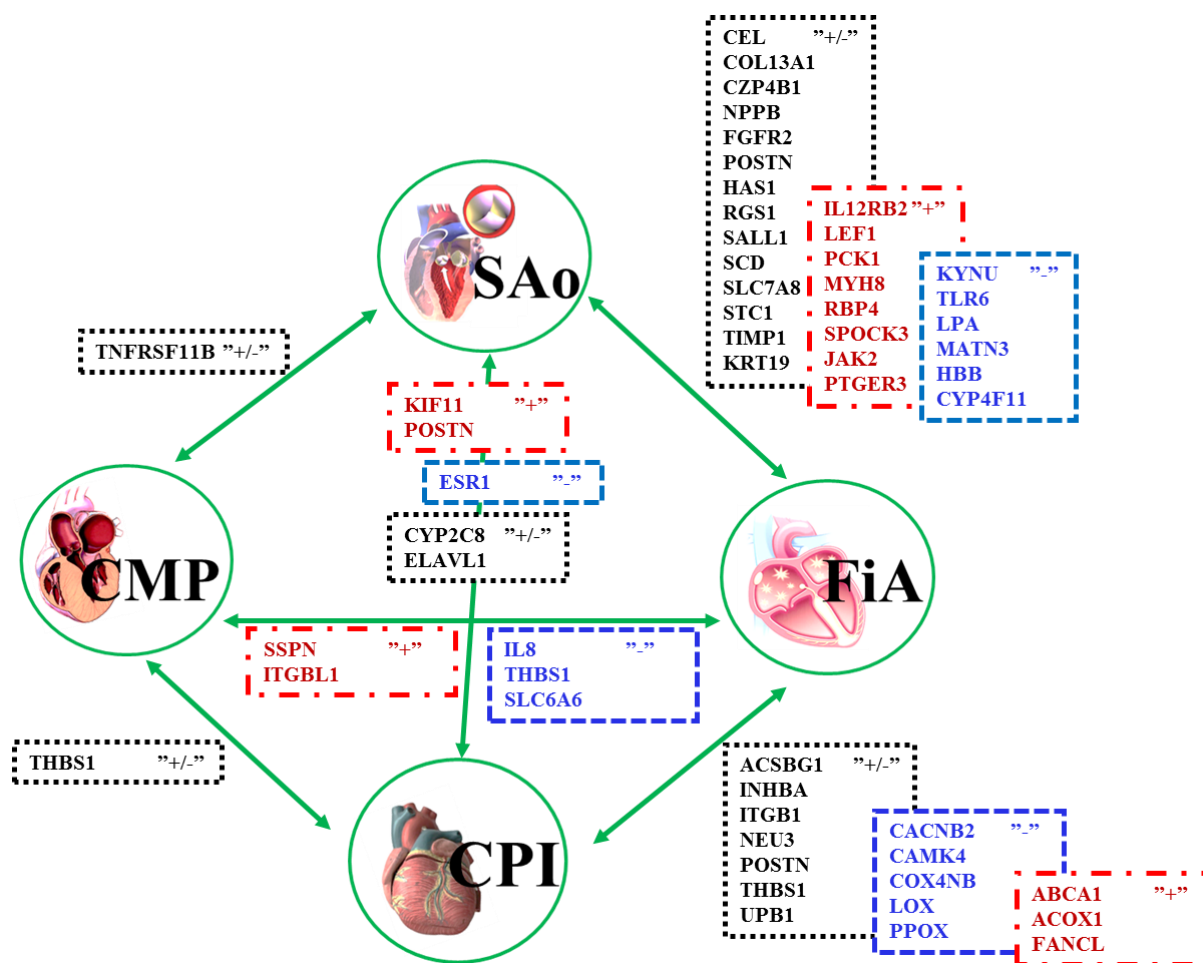 CEL ”+/-”
COL13A1
CZP4B1
NPPB
FGFR2
POSTN
HAS1
RGS1
SALL1
SCD
SLC7A8
STC1
TIMP1
KRT19
IL12RB2 ”+”
LEF1
PCK1
MYH8
RBP4
SPOCK3
JAK2
PTGER3
KYNU ”-”
TLR6
LPA
MATN3
HBB
CYP4F11
SAo
TNFRSF11B ”+/-”
KIF11 ”+”
POSTN
ESR1 ”-”
CYP2C8 ”+/-”
ELAVL1
CMP
FiA
SSPN ”+”
ITGBL1
IL8 ”-”
THBS1
SLC6A6
THBS1 ”+/-”
CPI
ACSBG1 ”+/-”
INHBA
ITGB1
NEU3
POSTN
THBS1
UPB1
CACNB2 ”-”
CAMK4
COX4NB
LOX
PPOX
ABCA1 ”+”
ACOX1
FANCL